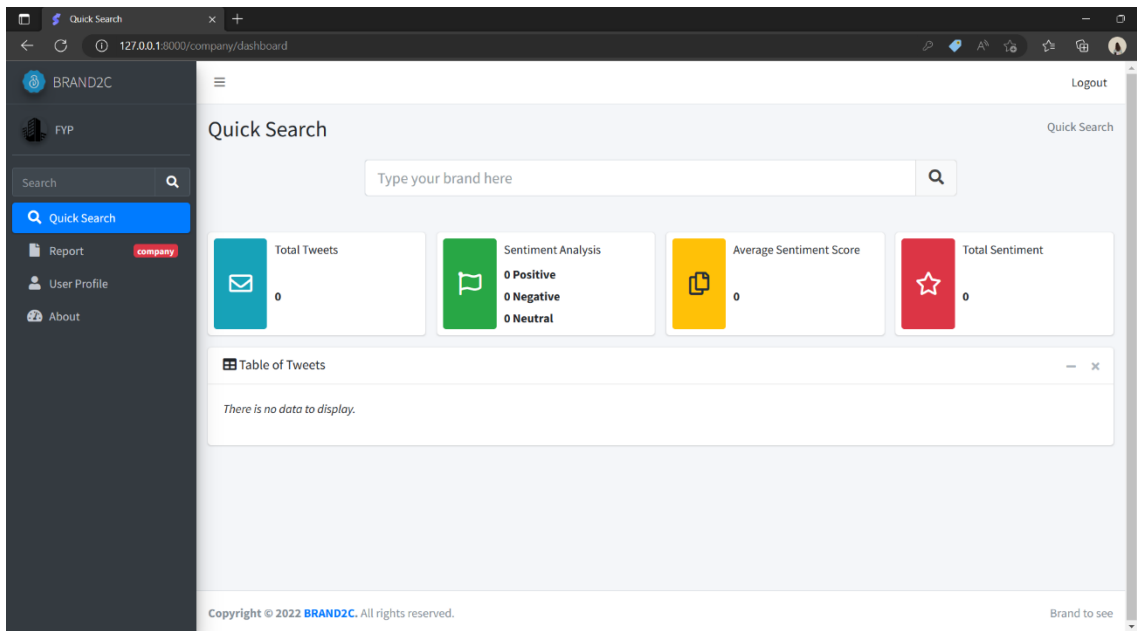 Quick Search
127.0.0.1:8000/company/dashboard
BRAND2C
Logout
FYP
Quick Search
Quick Search
Search
Type your brand here
Quick Search
Report company
User Profile
About
Total Tweets
0
Sentiment Analysis
0 Positive
0 Negative
0 Neutral
Average Sentiment Score
0
Total Sentiment
0
Table of Tweets
There is no data to display.
Copyright © 2022 BRAND2C. All rights reserved.
Brand to see